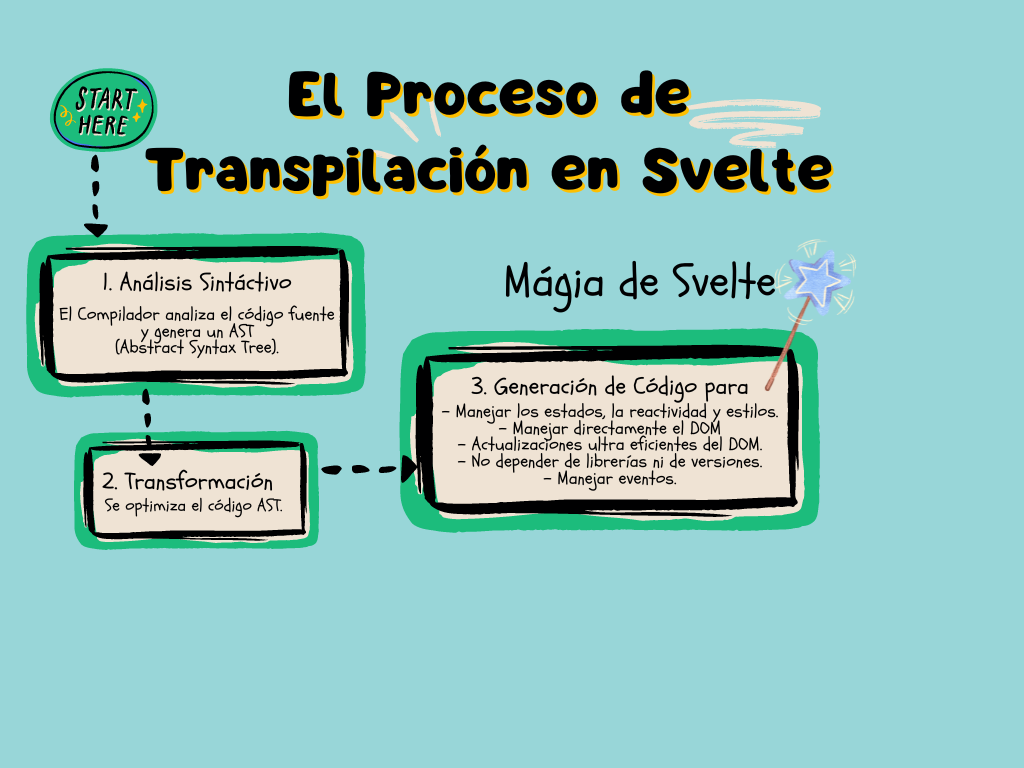 START
HERE
El Proceso de
Transpilación en Svelte
1. Análisis Sintáctivo
El Compilador analiza el código fuente
y genera un AST
(Abstract Syntax Tree).
2. Transformación
Se optimiza el código AST.
Mágia de Svelte
3. Generación de Código para
- Manejar los estados, la reactividad y estilos.
- Manejar directamente el DOM
- Actualizaciones ultra eficientes del DOM.
- No depender de librerías ni de versiones.
- Manejar eventos.